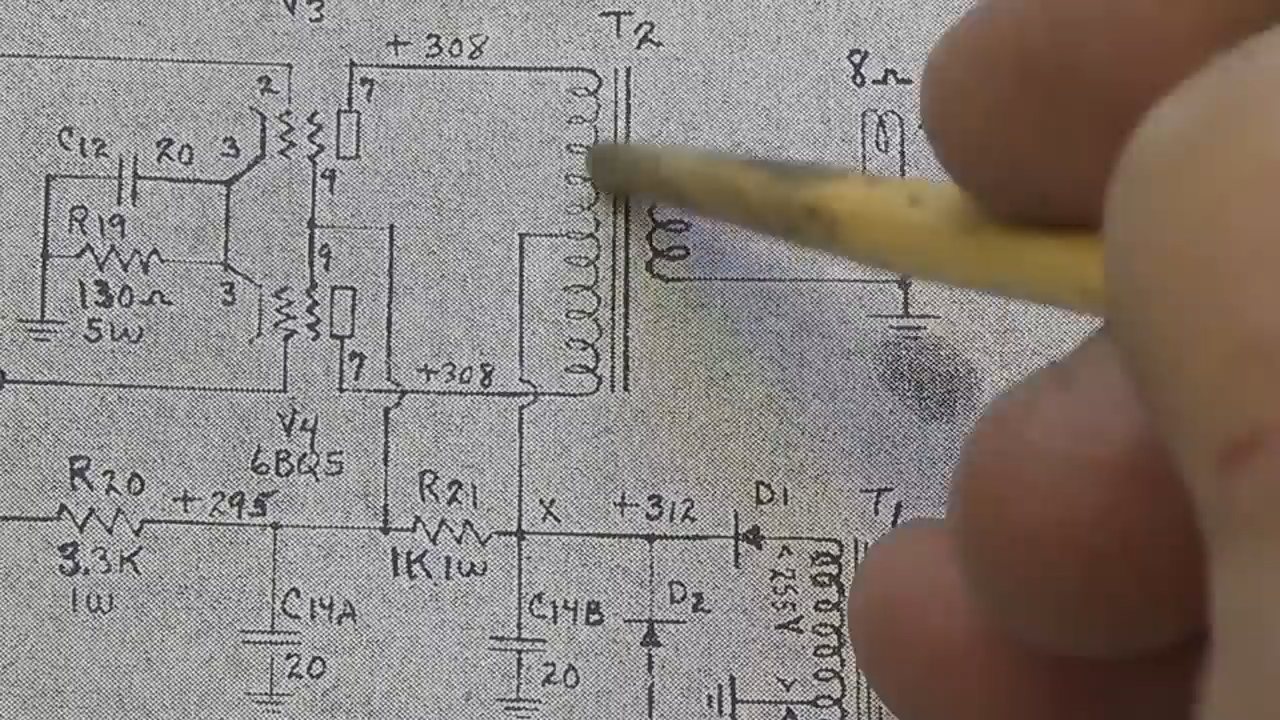 V3
T2
+308
8Ω
7
2
C12
20
3
9
R19
130Ω
5W
3
9
7
+308
V4
6BQ5
R20
+295
3.3K
1W
R21
1K 1W
X
+312
D1
T1
C14A
20
C14B
20
D2
255V